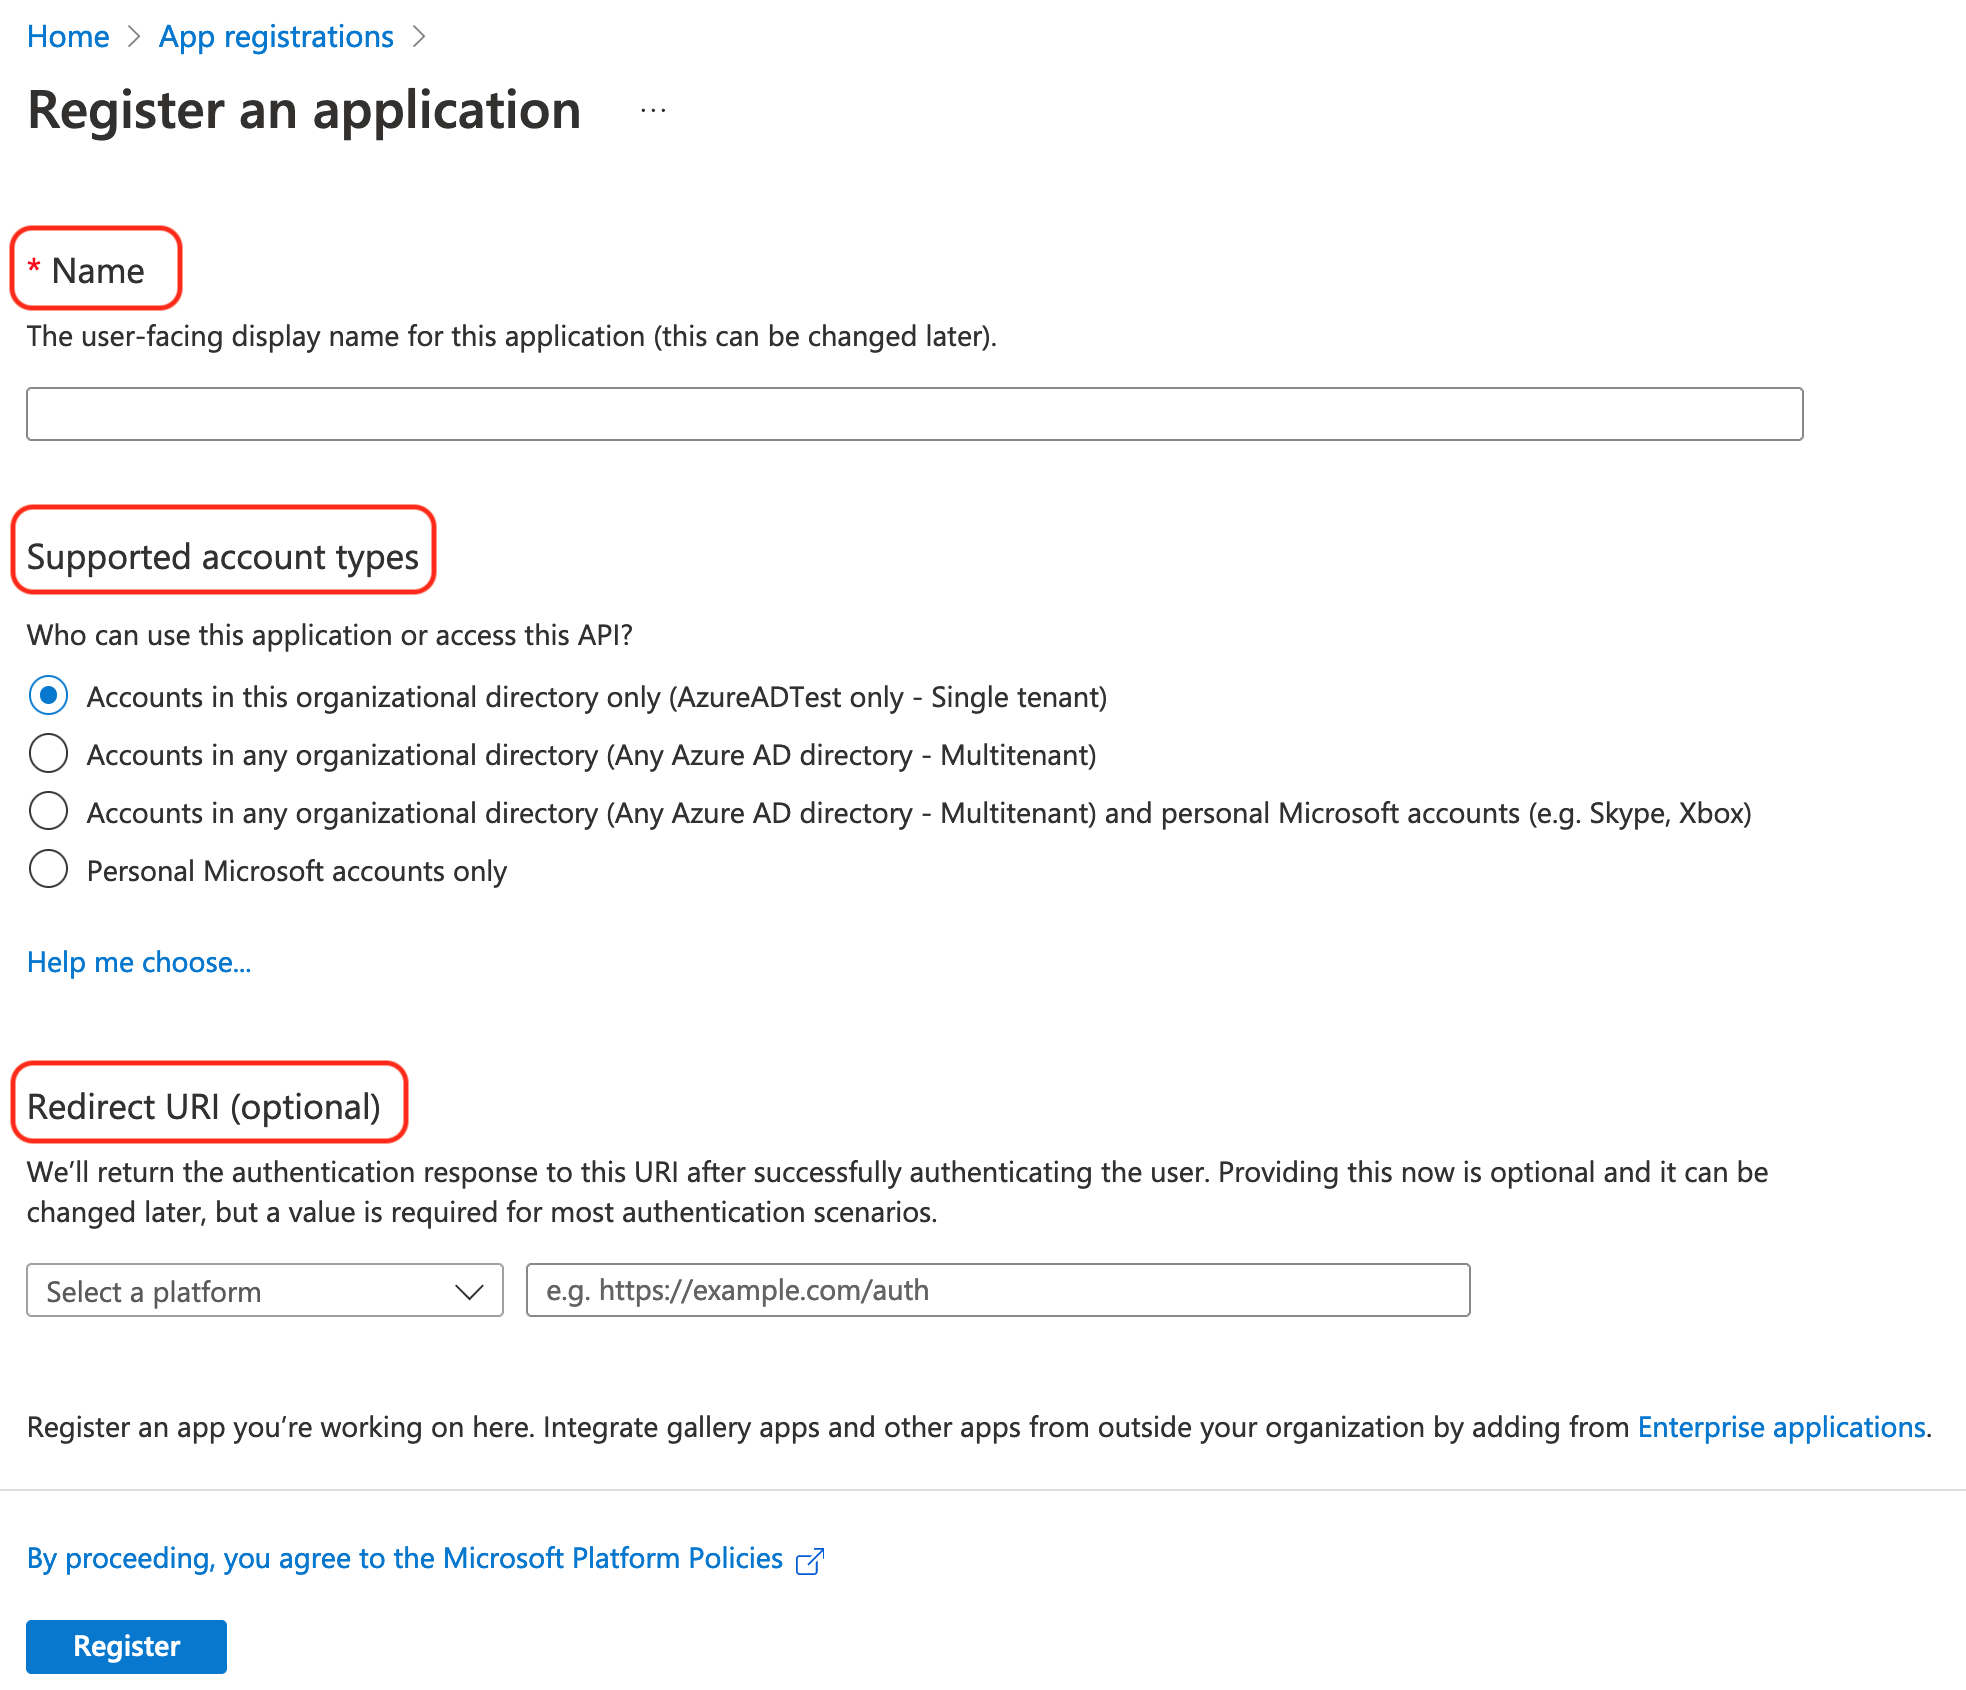 Home > App registrations >
Register an application ...
* Name
The user-facing display name for this application (this can be changed later).
Supported account types
Who can use this application or access this API?
Accounts in this organizational directory only (AzureADTest only - Single tenant)
Accounts in any organizational directory (Any Azure AD directory - Multitenant)
Accounts in any organizational directory (Any Azure AD directory - Multitenant) and personal Microsoft accounts (e.g. Skype, Xbox)
Personal Microsoft accounts only
Help me choose...
Redirect URI (optional)
We’ll return the authentication response to this URI after successfully authenticating the user. Providing this now is optional and it can be
changed later, but a value is required for most authentication scenarios.
Select a platform e.g. https://example.com/auth
Register an app you’re working on here. Integrate gallery apps and other apps from outside your organization by adding from Enterprise applications.
By proceeding, you agree to the Microsoft Platform Policies
Register